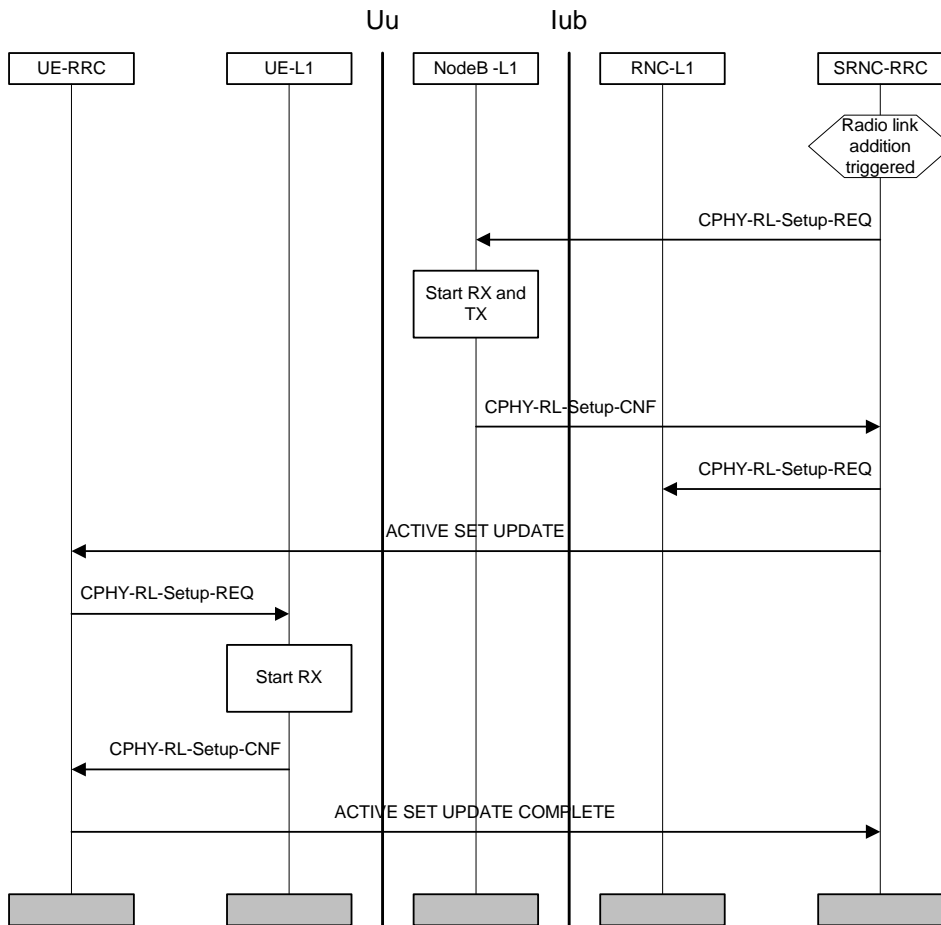 Uu
Iub
UE-RRC
UE-L1
NodeB -L1
RNC-L1
SRNC-RRC
Radio link
addition
triggered
CPHY-RL-Setup-REQ
Start RX and
TX
CPHY-RL-Setup-CNF
CPHY-RL-Setup-REQ
ACTIVE SET UPDATE
CPHY-RL-Setup-REQ
Start RX
CPHY-RL-Setup-CNF
ACTIVE SET UPDATE COMPLETE